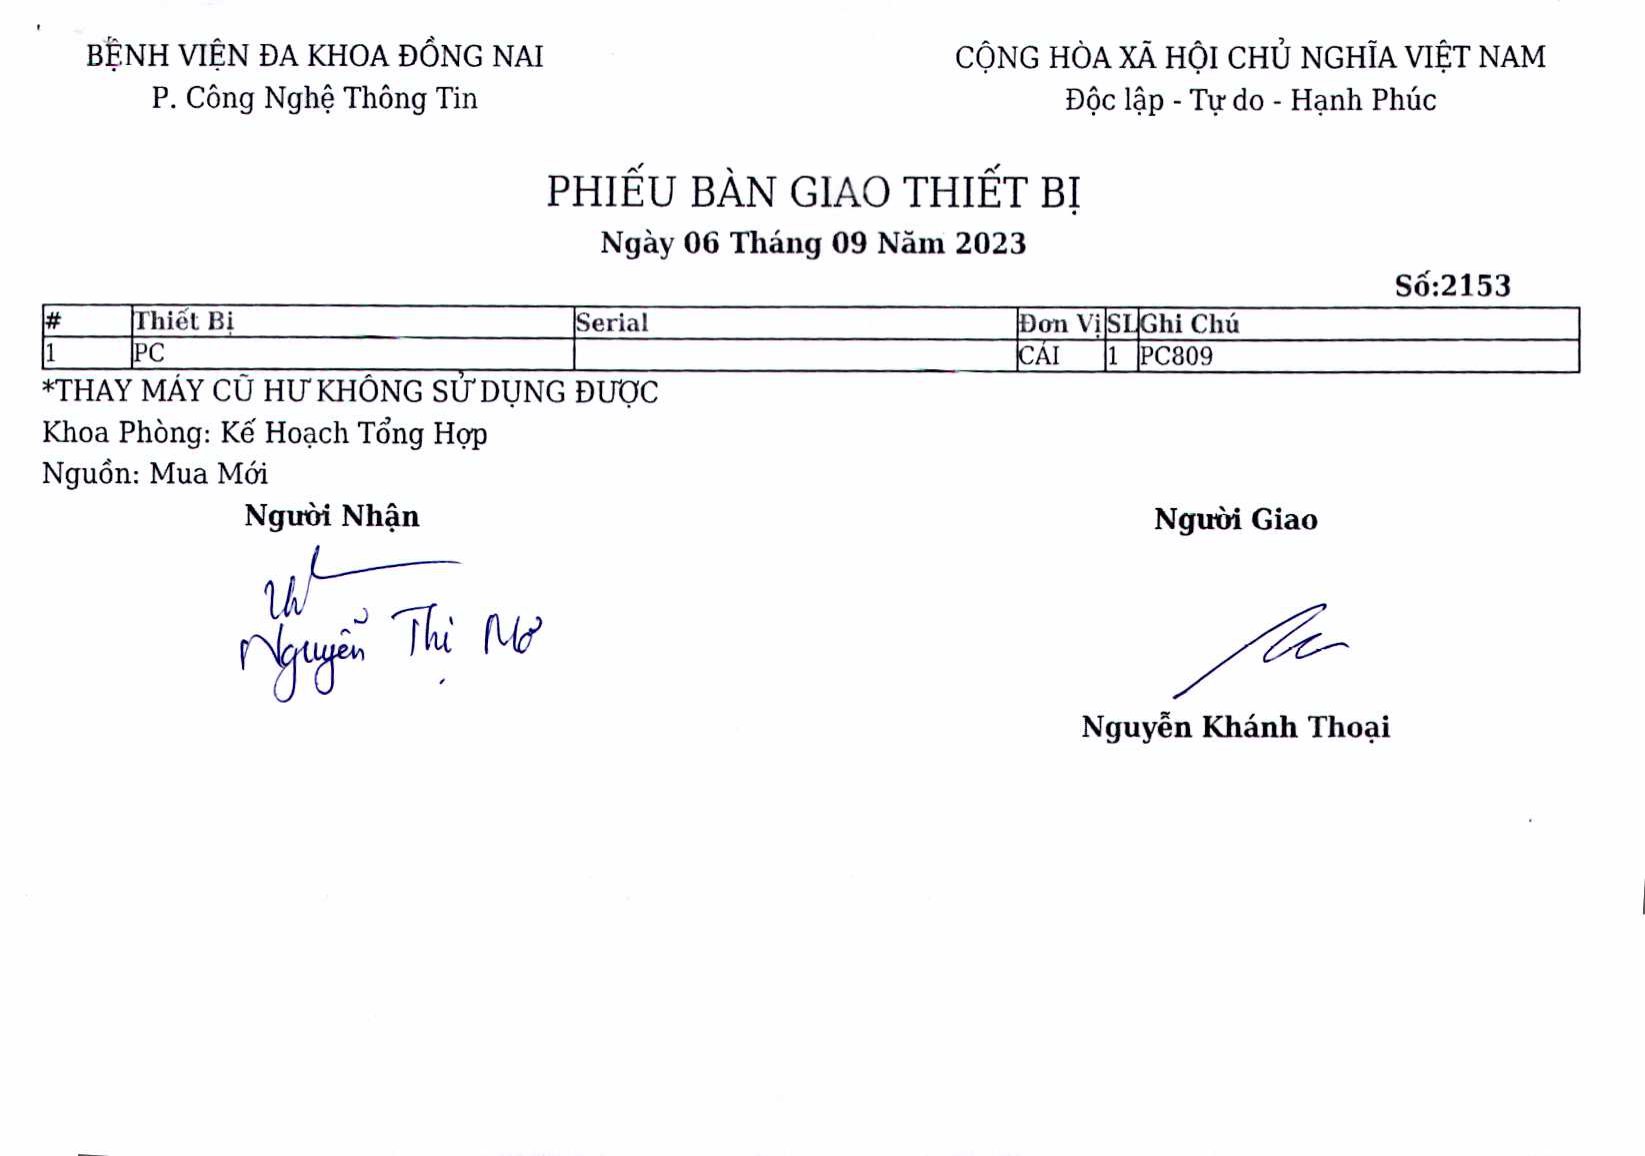 BỆNH VIỆN ĐA KHOA ĐỒNG NAI
P. Công Nghệ Thông Tin
CỘNG HÒA XÃ HỘI CHỦ NGHĨA VIỆT NAM
Độc lập - Tự do - Hạnh Phúc
PHIẾU BÀN GIAO THIẾT BỊ
Ngày 06 Tháng 09 Năm 2023
Số:2153
# Thiết Bị Serial Đơn Vị SL Ghi Chú
1 PC CÁI 1 PC809
*THAY MÁY CŨ HƯ KHÔNG SỬ DỤNG ĐƯỢC
Khoa Phòng: Kế Hoạch Tổng Hợp
Nguồn: Mua Mới
Người Nhận
Người Giao
Nguyễn Thị Mơ
Nguyễn Khánh Thoại